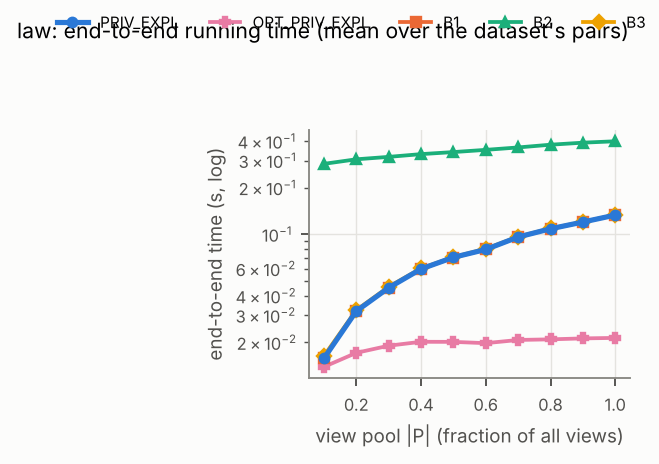 PRIV_EXPL OPT_PRIV_EXPL B1 B2 B3
law: end-to-end running time (mean over the dataset's pairs)
end-to-end time (s, log)
4 × 10⁻¹
3 × 10⁻¹
2 × 10⁻¹
10⁻¹
6 × 10⁻²
4 × 10⁻²
3 × 10⁻²
2 × 10⁻²
0.2 0.4 0.6 0.8 1.0
view pool |P| (fraction of all views)